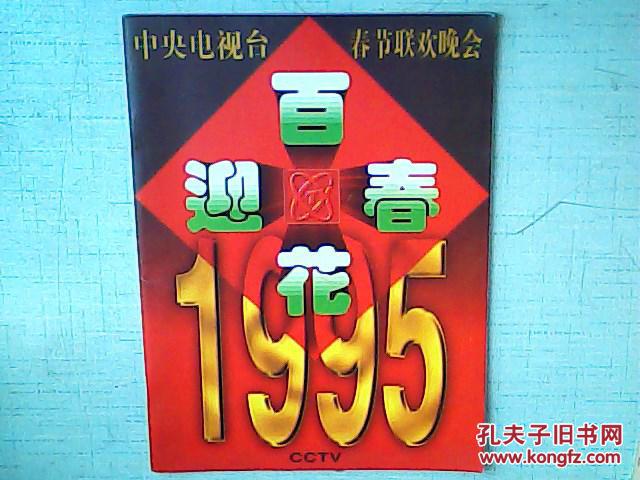 中央电视台 春节联欢晚会
百
迎 春
花
1995
CCTV
孔夫子旧书网
www.kongfz.com